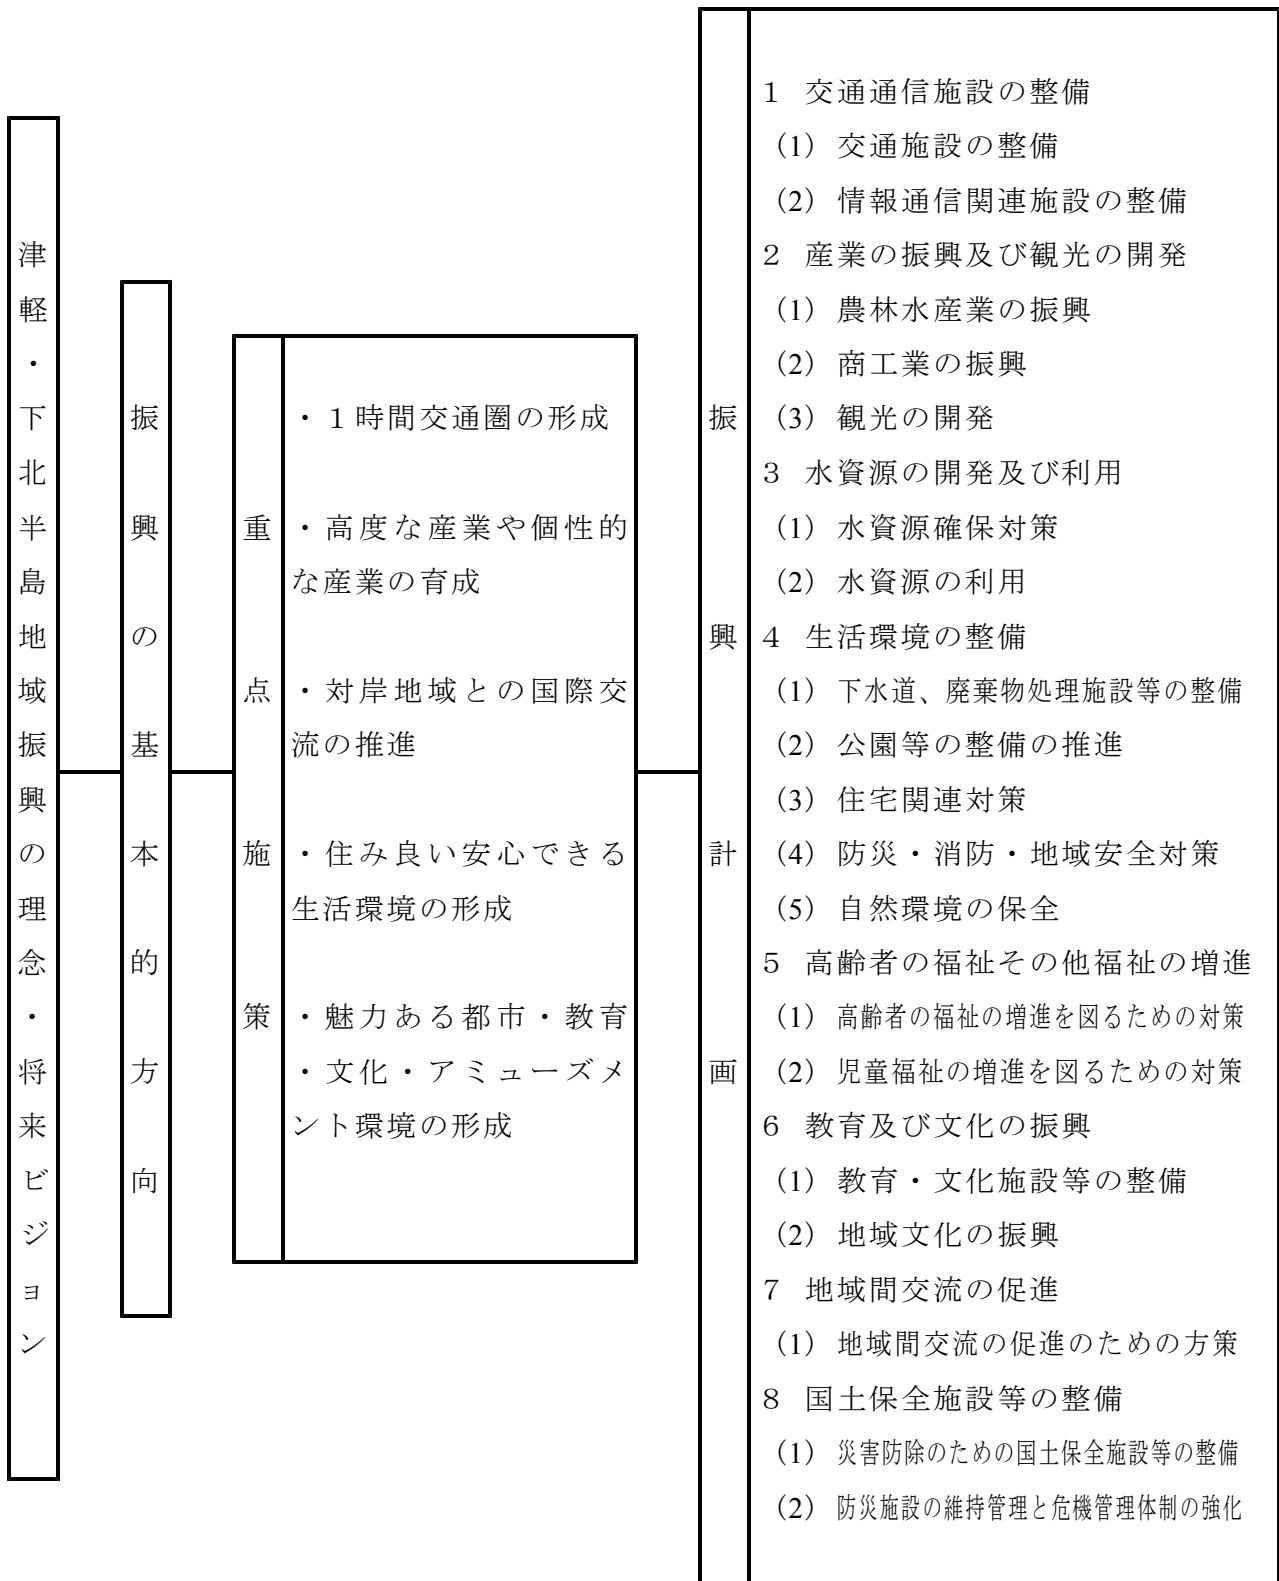 津軽・下北半島地域振興の理念・将来ビジョン
振興の基本的方向
重点施策
・１時間交通圏の形成
・高度な産業や個性的
な産業の育成
・対岸地域との国際交
流の推進
・住み良い安心できる
生活環境の形成
・魅力ある都市・教育
・文化・アミューズメ
ント環境の形成
振興計画
１ 交通通信施設の整備
(1) 交通施設の整備
(2) 情報通信関連施設の整備
２ 産業の振興及び観光の開発
(1) 農林水産業の振興
(2) 商工業の振興
(3) 観光の開発
３ 水資源の開発及び利用
(1) 水資源確保対策
(2) 水資源の利用
４ 生活環境の整備
(1) 下水道、廃棄物処理施設等の整備
(2) 公園等の整備の推進
(3) 住宅関連対策
(4) 防災・消防・地域安全対策
(5) 自然環境の保全
５ 高齢者の福祉その他福祉の増進
(1) 高齢者の福祉の増進を図るための対策
(2) 児童福祉の増進を図るための対策
６ 教育及び文化の振興
(1) 教育・文化施設等の整備
(2) 地域文化の振興
７ 地域間交流の促進
(1) 地域間交流の促進のための方策
８ 国土保全施設等の整備
(1) 災害防除のための国土保全施設等の整備
(2) 防災施設の維持管理と危機管理体制の強化